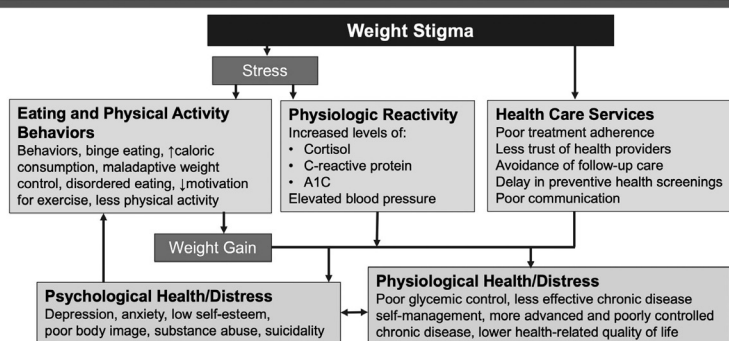 Weight Stigma
Stress
Eating and Physical Activity
Behaviors
Behaviors, binge eating, ↑caloric
consumption, maladaptive weight
control, disordered eating, ↓motivation
for exercise, less physical activity
Physiologic Reactivity
Increased levels of:
• Cortisol
• C-reactive protein
• A1C
Elevated blood pressure
Health Care Services
Poor treatment adherence
Less trust of health providers
Avoidance of follow-up care
Delay in preventive health screenings
Poor communication
Weight Gain
Psychological Health/Distress
Depression, anxiety, low self-esteem,
poor body image, substance abuse, suicidality
Physiological Health/Distress
Poor glycemic control, less effective chronic disease
self-management, more advanced and poorly controlled
chronic disease, lower health-related quality of life